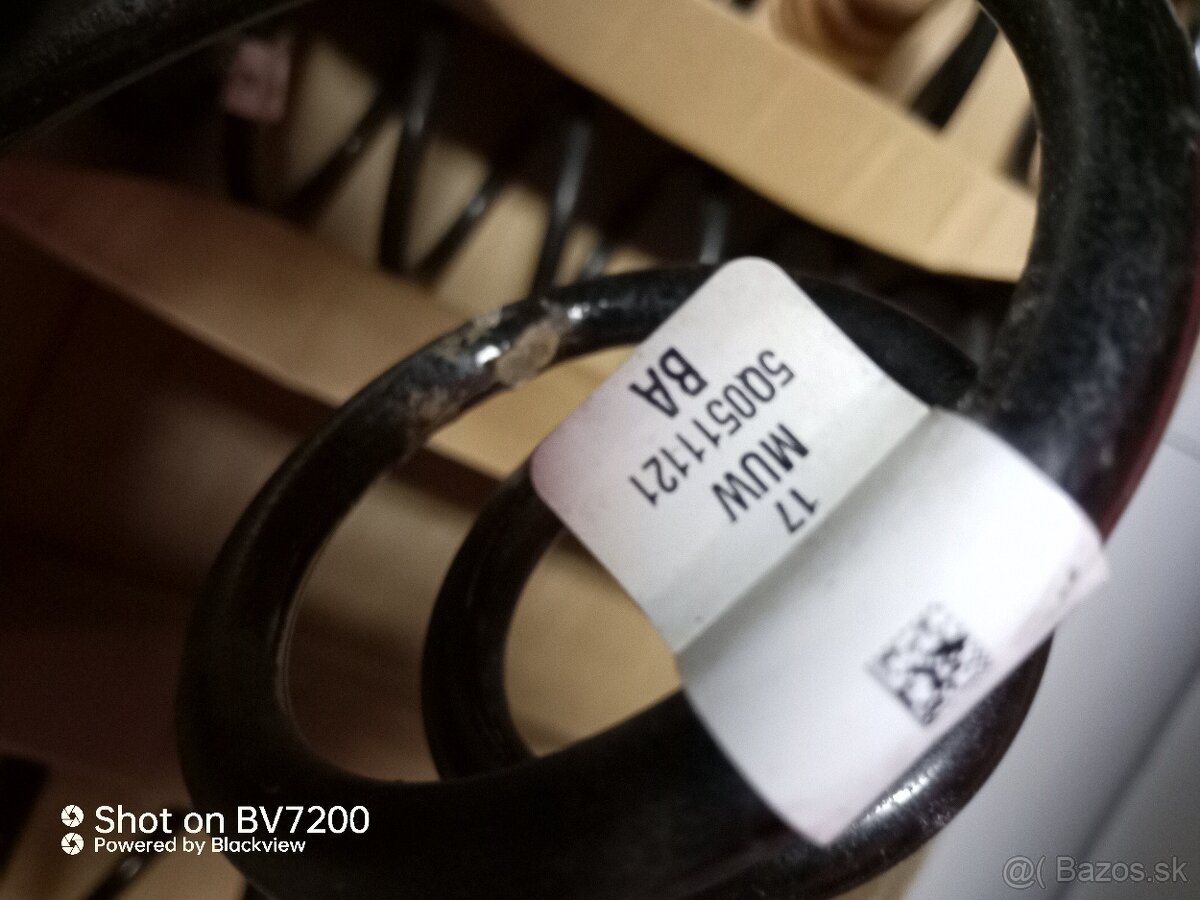 17
MUW
5Q0511121
BA
Shot on BV7200
Powered by Blackview
@( Bazos.sk